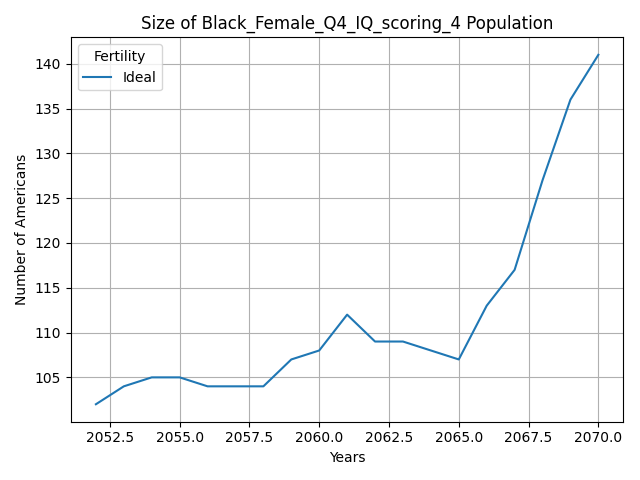 Size of Black_Female_Q4_IQ_scoring_4 Population
Fertility
Ideal
Number of Americans
140
135
130
125
120
115
110
105
2052.5 2055.0 2057.5 2060.0 2062.5 2065.0 2067.5 2070.0
Years